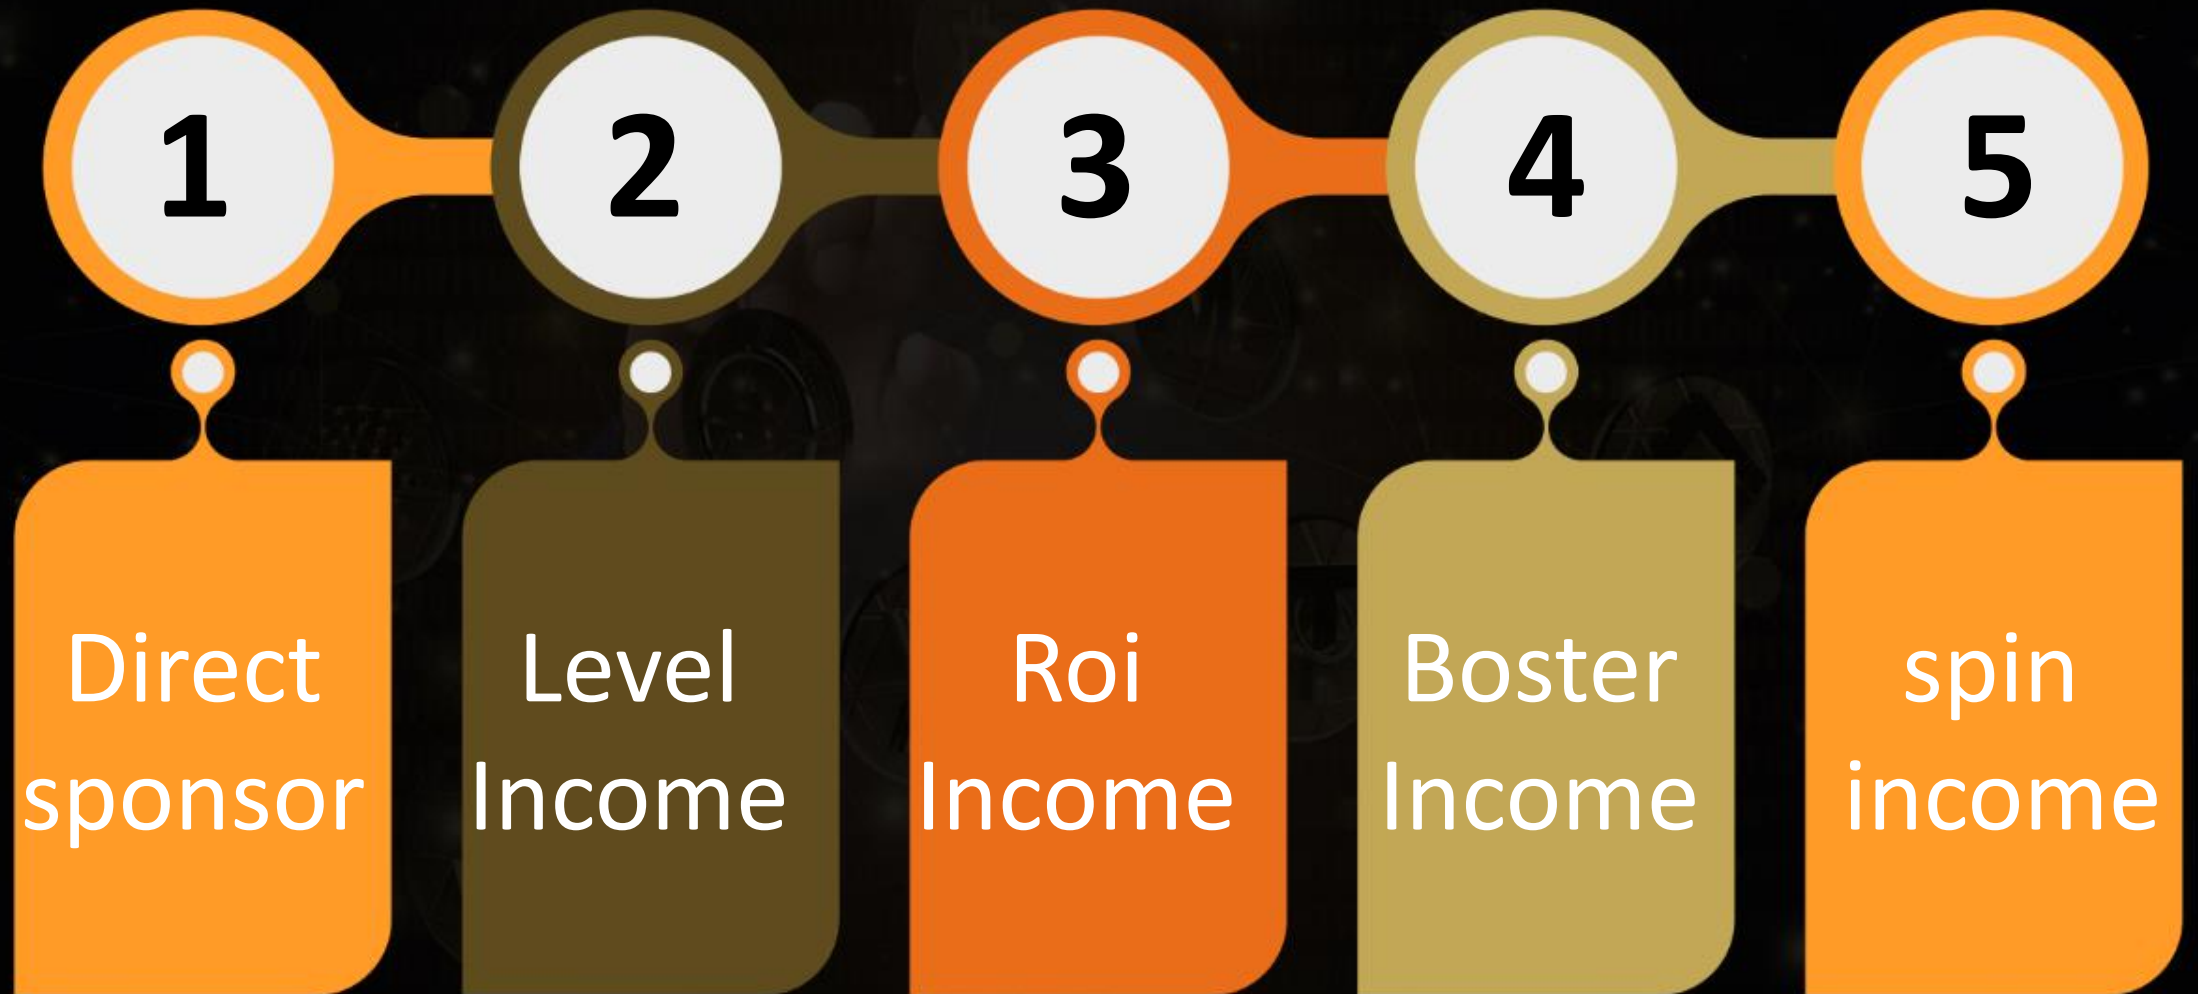 1
2
3
4
5
Direct
sponsor
Level
Income
Roi
Income
Boster
Income
spin
income